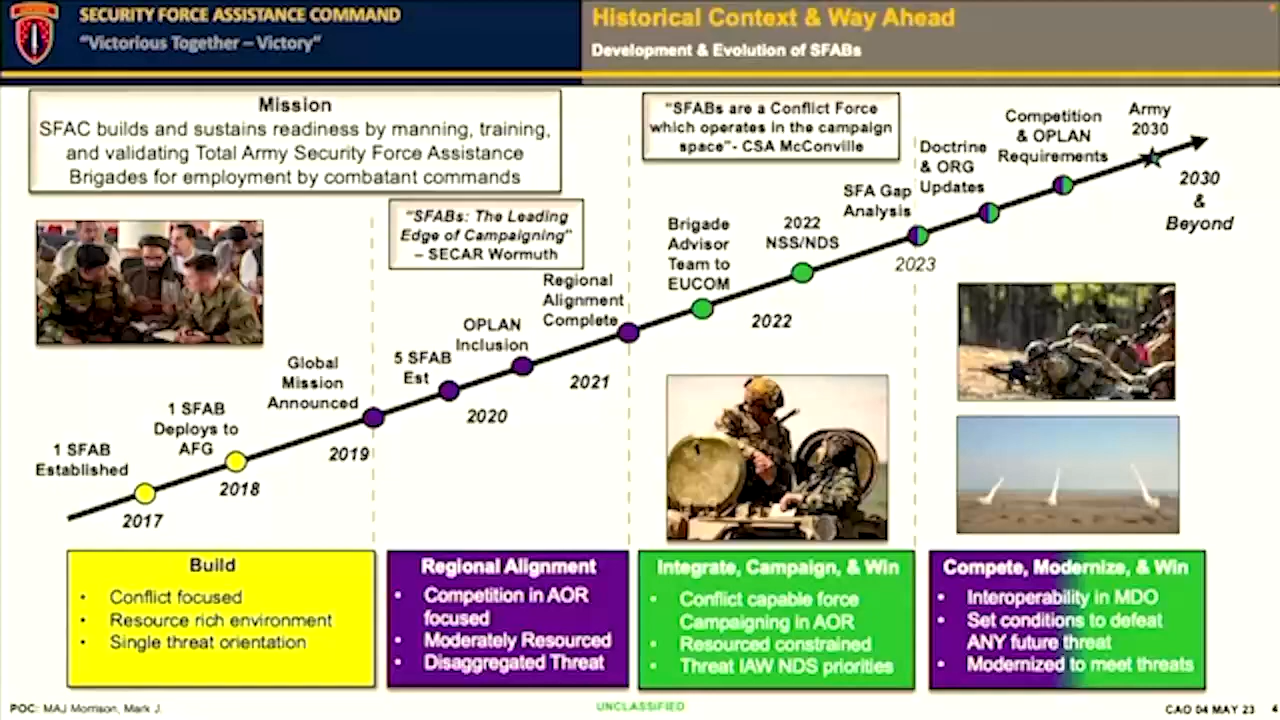 SECURITY FORCE ASSISTANCE COMMAND
“Victorious Together – Victory”
Historical Context & Way Ahead
Development & Evolution of SFABs
Mission
SFAC builds and sustains readiness by manning, training,
and validating Total Army Security Force Assistance
Brigades for employment by combatant commands
“SFABs: The Leading
Edge of Campaigning”
– SECAR Wormuth
“SFABs are a Conflict Force
which operates in the campaign
space”- CSA McConville
1 SFAB
Established
2017
1 SFAB
Deploys to
AFG
2018
Global
Mission
Announced
2019
5 SFAB
Est
2020
OPLAN
Inclusion
2021
Regional
Alignment
Complete
Brigade
Advisor
Team to
EUCOM
2022
2022
NSS/NDS
SFA Gap
Analysis
2023
Doctrine
& ORG
Updates
Competition
& OPLAN
Requirements
Army
2030
2030
&
Beyond
Build
• Conflict focused
• Resource rich environment
• Single threat orientation
Regional Alignment
• Competition in AOR
focused
• Moderately Resourced
• Disaggregated Threat
Integrate, Campaign, & Win
• Conflict capable force
Campaigning in AOR
• Resourced constrained
• Threat IAW NDS priorities
Compete, Modernize, & Win
• Interoperability in MDO
• Set conditions to defeat
ANY future threat
• Modernized to meet threats
POC: MAJ Morrison, Mark J.
UNCLASSIFIED
CAO 04 MAY 23 4